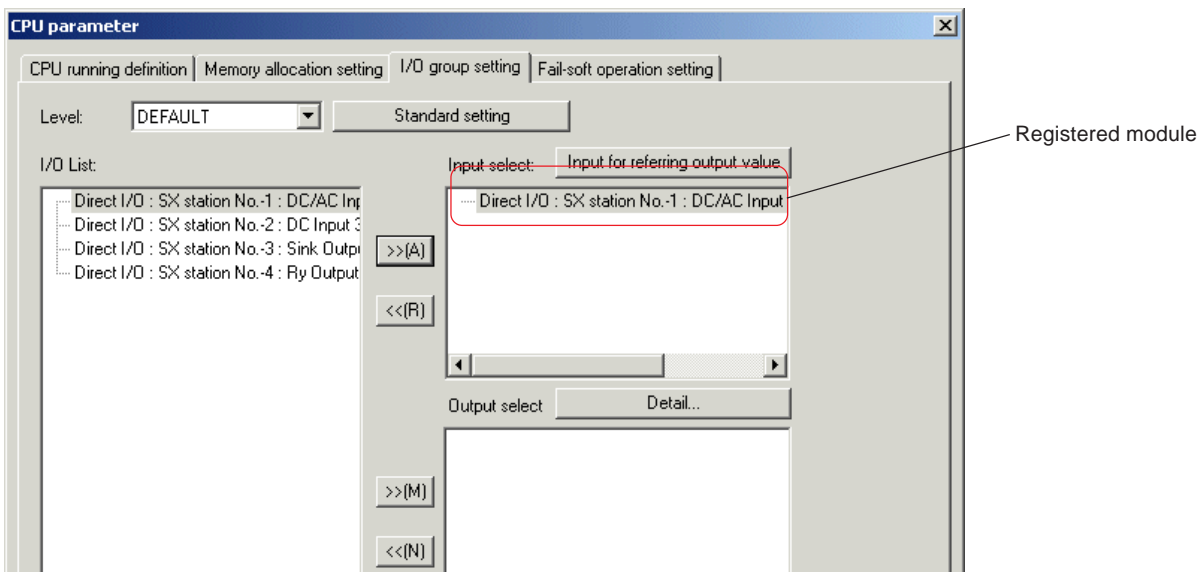 CPU parameter
CPU running definition Memory allocation setting I/O group setting Fail-soft operation setting
Level: DEFAULT Standard setting
Registered module
I/O List: Input select: Input for referring output value
Direct I/O : SX station No.-1 : DC/AC Inp
Direct I/O : SX station No.-2 : DC Input 3
Direct I/O : SX station No.-3 : Sink Outp
Direct I/O : SX station No.-4 : Ry Output
>>(A)
<<(R)
Direct I/O : SX station No.-1 : DC/AC Input
Output select Detail...
>>(M)
<<(N)